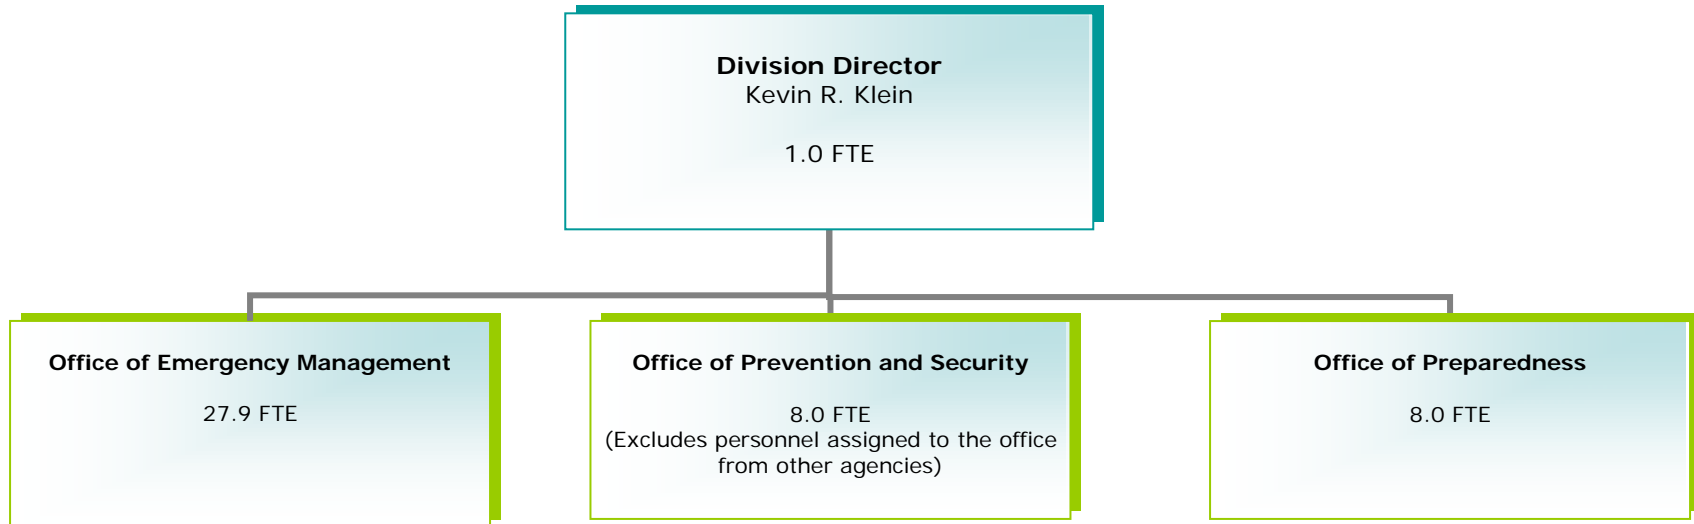 Division Director
Kevin R. Klein
1.0 FTE
Office of Emergency Management
27.9 FTE
Office of Prevention and Security
8.0 FTE
(Excludes personnel assigned to the office
from other agencies)
Office of Preparedness
8.0 FTE